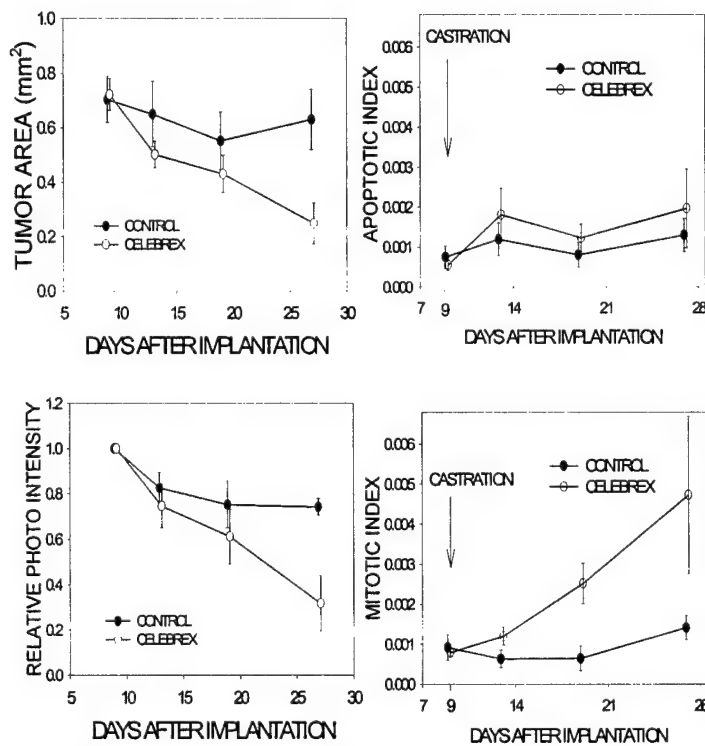 TUMOR AREA (mm²)
1.0
0.8
0.6
0.4
0.2
0.0
CONTROL
CELEBREX
5 10 15 20 25 30
DAYS AFTER IMPLANTATION
APOPTOTIC INDEX
0.006
0.005
0.004
0.003
0.002
0.001
0.000
CASTRATION
CONTROL
CELEBREX
7 9 14 21 28
DAYS AFTER IMPLANTATION
RELATIVE PHOTO INTENSITY
1.2
1.0
0.8
0.6
0.4
0.2
0.0
CONTROL
CELEBREX
5 10 15 20 25 30
DAYS AFTER IMPLANTATION
MITOTIC INDEX
0.006
0.005
0.004
0.003
0.002
0.001
0.000
CASTRATION
CONTROL
CELEBREX
7 9 14 21
DAYS AFTER IMPLANTATION